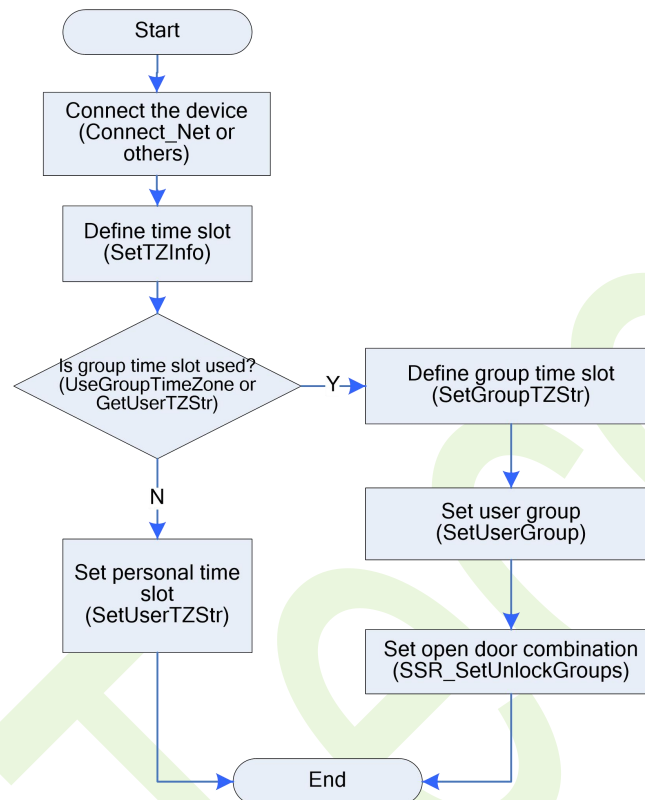 Start
Connect the device
(Connect_Net or
others)
Define time slot
(SetTZInfo)
Is group time slot used?
(UseGroupTimeZone or
GetUserTZStr)
Y
Define group time slot
(SetGroupTZStr)
N
Set user group
(SetUserGroup)
Set personal time
slot
(SetUserTZStr)
Set open door combination
(SSR_SetUnlockGroups)
End